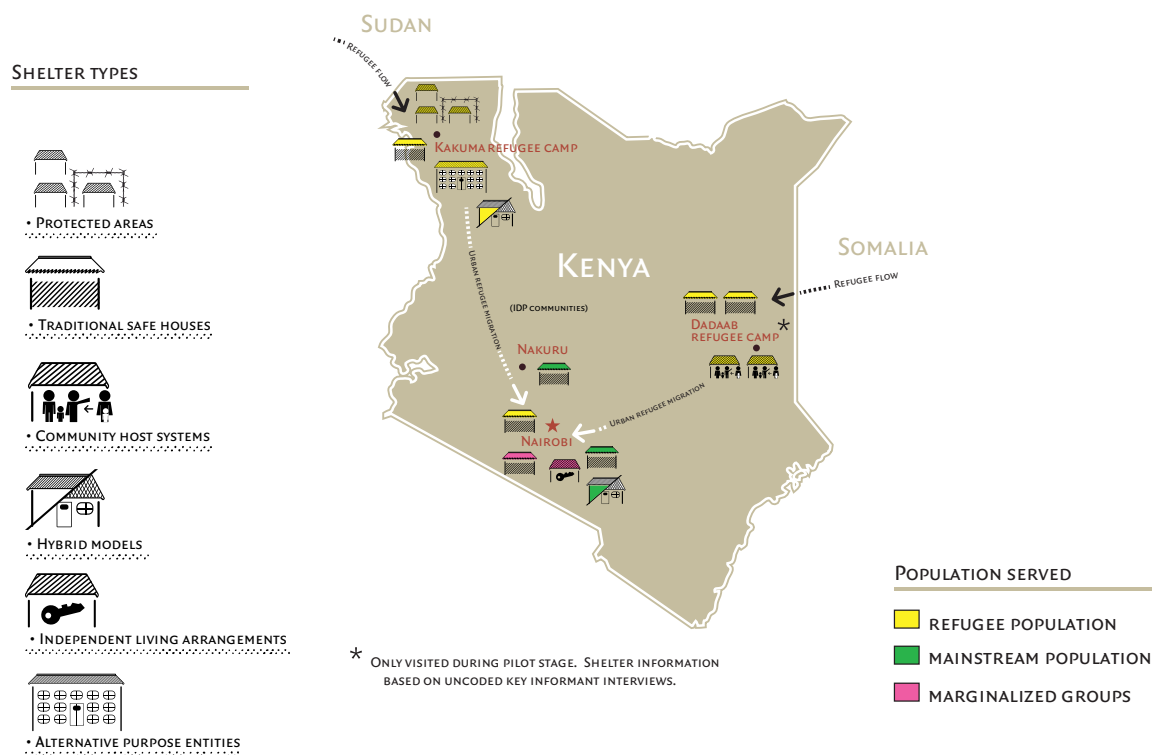 Sudan
Refugee flow
Shelter types
• Protected areas
• Traditional safe houses
• Community host systems
• Hybrid models
• Independent living arrangements
• Alternative purpose entities
Kakuma refugee camp
Urban refugee migration
Kenya
(IDP communities)
Somalia
Refugee flow
Dadaab
refugee camp *
Nakuru
Urban refugee migration
Nairobi
* Only visited during pilot stage. Shelter information
based on uncoded key informant interviews.
Population served
refugee population
mainstream population
marginalized groups